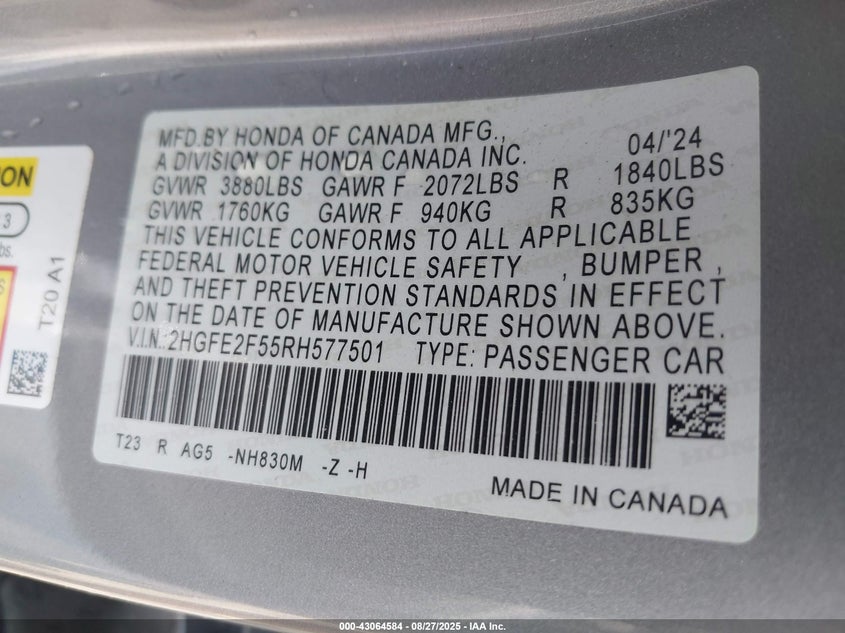 MFD.BY HONDA OF CANADA MFG., 04/'24
A DIVISION OF HONDA CANADA INC.
GVWR 3880LBS GAWR F 2072LBS R 1840LBS
GVWR 1760KG GAWR F 940KG R 835KG
THIS VEHICLE CONFORMS TO ALL APPLICABLE
FEDERAL MOTOR VEHICLE SAFETY , BUMPER ,
AND THEFT PREVENTION STANDARDS IN EFFECT
ON THE DATE OF MANUFACTURE SHOWN ABOVE.
V.I.N.:2HGFE2F55RH577501 TYPE: PASSENGER CAR
T23 R AG5 -NH830M -Z -H
MADE IN CANADA
T20 A1
000-43064584 - 08/27/2025 - IAA Inc.